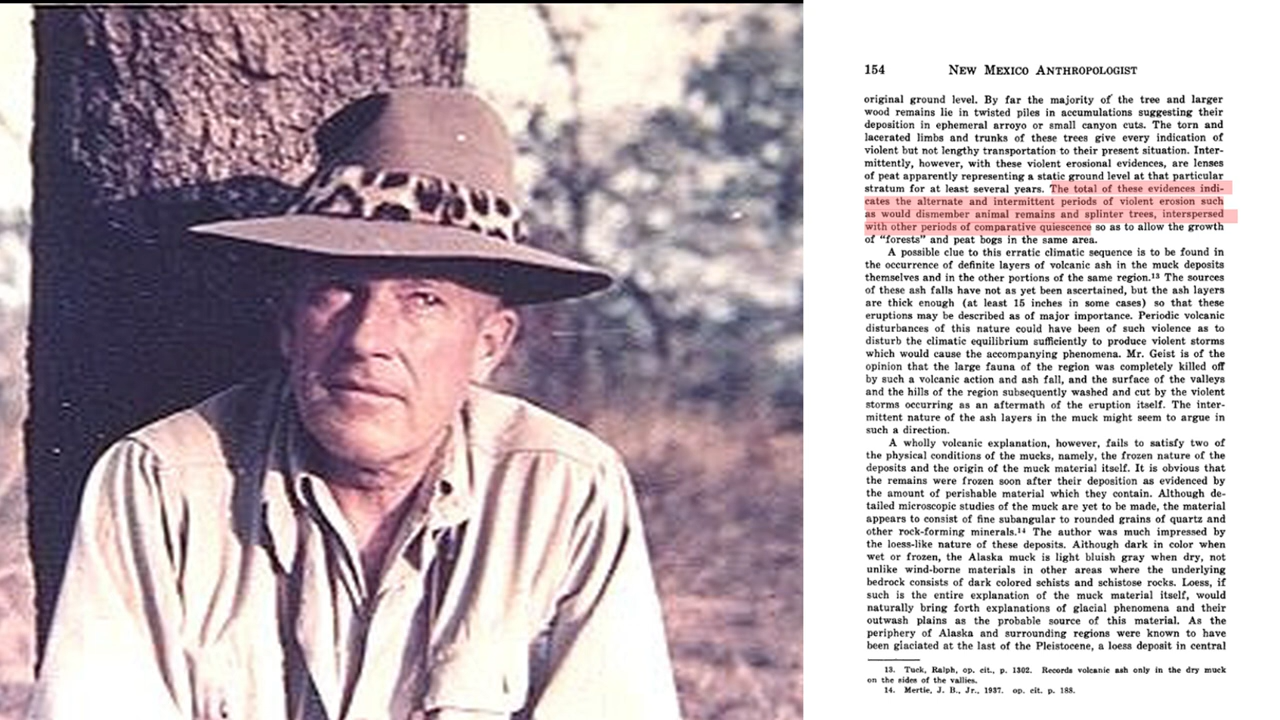 154 NEW MEXICO ANTHROPOLOGIST
original ground level. By far the majority of the tree and larger
wood remains lie in twisted piles in accumulations suggesting their
deposition in ephemeral arroyo or small canyon cuts. The torn and
lacerated limbs and trunks of these trees give every indication of
violent but not lengthy transportation to their present situation. Inter-
mittently, however, with these violent erosional evidences, are lenses
of peat apparently representing a static ground level at that particular
stratum for at least several years. The total of these evidences indi-
cates the alternate and intermittent periods of violent erosion such
as would dismember animal remains and splinter trees, interspersed
with other periods of comparative quiescence so as to allow the growth
of "forests" and peat bogs in the same area.
A possible clue to this erratic climatic sequence is to be found in
the occurrence of definite layers of volcanic ash in the muck deposits
themselves and in the other portions of the same region.13 The sources
of these ash falls have not as yet been ascertained, but the ash layers
are thick enough (at least 15 inches in some cases) so that these
eruptions may be described as of major importance. Periodic volcanic
disturbances of this nature could have been of such violence as to
disturb the climatic equilibrium sufficiently to produce violent storms
which would cause the accompanying phenomena. Mr. Geist is of the
opinion that the large fauna of the region was completely killed off
by such a volcanic action and ash fall, and the surface of the valleys
and the hills of the region subsequently washed and cut by the violent
storms occurring as an aftermath of the eruption itself. The inter-
mittent nature of the ash layers in the muck might seem to argue in
such a direction.
A wholly volcanic explanation, however, fails to satisfy two of
the physical conditions of the mucks, namely, the frozen nature of the
deposits and the origin of the muck material itself. It is obvious that
the remains were frozen soon after their deposition as evidenced by
the amount of perishable material which they contain. Although de-
tailed microscopic studies of the muck are yet to be made, the material
appears to consist of fine subangular to rounded grains of quartz and
other rock-forming minerals.14 The author was much impressed by
the loess-like nature of these deposits. Although dark in color when
wet or frozen, the Alaska muck is light bluish gray when dry, not
unlike wind-borne materials in other areas where the underlying
bedrock consists of dark colored schists and schistose rocks. Loess, if
such is the entire explanation of the muck material itself, would
naturally bring forth explanations of glacial phenomena and their
outwash plains as the probable source of this material. As the
periphery of Alaska and surrounding regions were known to have
been glaciated at the last of the Pleistocene, a loess deposit in central
13. Tuck, Ralph, op. cit., p. 1302. Records volcanic ash only in the dry muck
on the sides of the vallies.
14. Mertie, J. B., Jr., 1937. op. cit. p. 188.